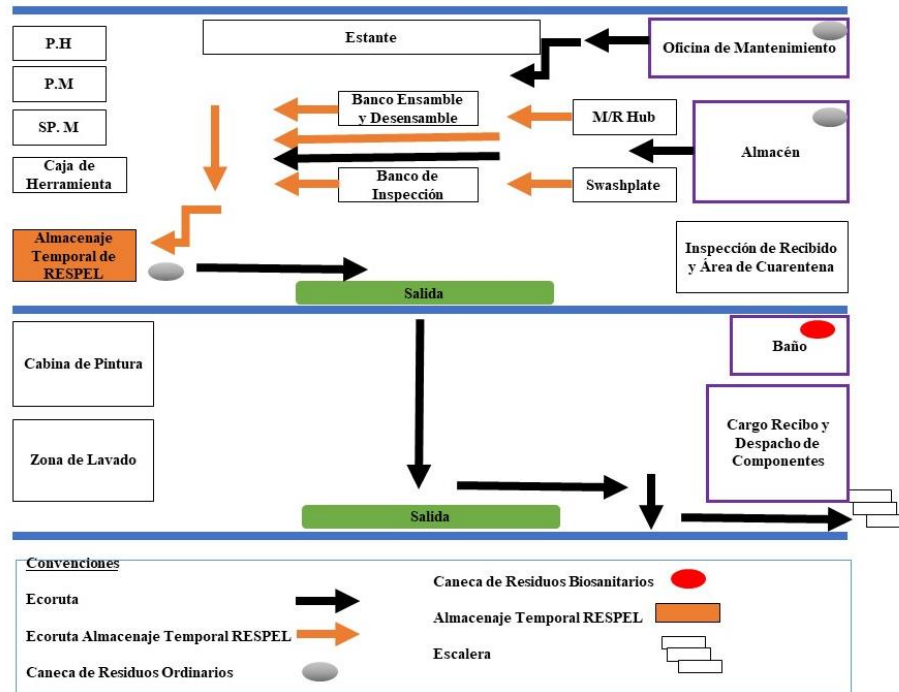 P.H
Estante
Oficina de Mantenimiento
P.M
Banco Ensamble
y Desensamble
M/R Hub
SP. M
Almacén
Caja de
Herramienta
Banco de
Inspección
Swashplate
Almacenaje
Temporal de
RESPEL
Inspección de Recibido
y Área de Cuarentena
Salida
Cabina de Pintura
Baño
Zona de Lavado
Cargo Recibo y
Despacho de
Componentes
Salida
Convenciones
Ecoruta
Ecoruta Almacenaje Temporal RESPEL
Caneca de Residuos Ordinarios
Caneca de Residuos Biosanitarios
Almacenaje Temporal RESPEL
Escalera